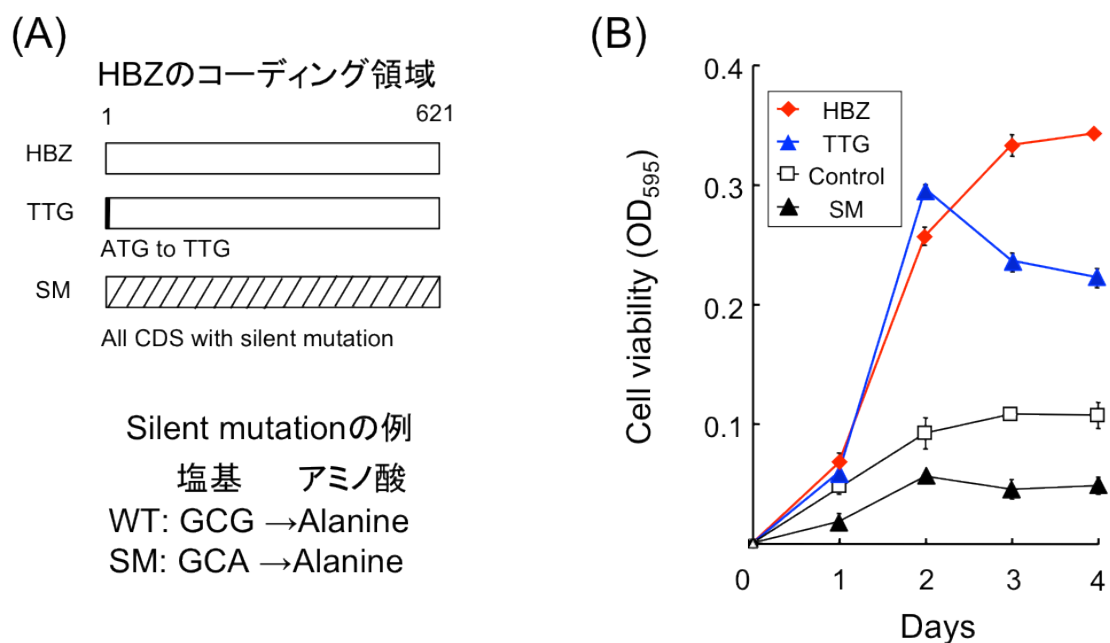 (A)
HBZのコーディング領域
1 621
HBZ
TTG
ATG to TTG
SM
All CDS with silent mutation
Silent mutationの例
塩基 アミノ酸
WT: GCG →Alanine
SM: GCA →Alanine
(B)
0.4
0.3
0.2
0.1
HBZ
TTG
Control
SM
Cell viability (OD595)
0 1 2 3 4
Days